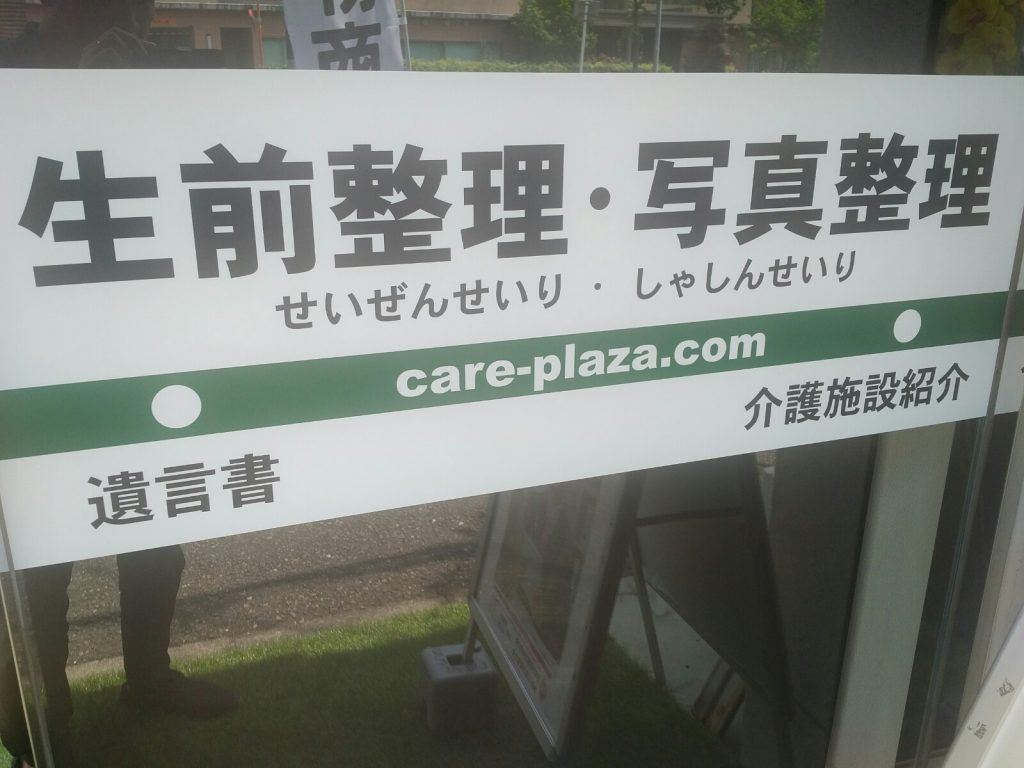 商
生前整理・写真整理
せいぜんせいり・しゃしんせいり
care-plaza.com
遺言書
介護施設紹介